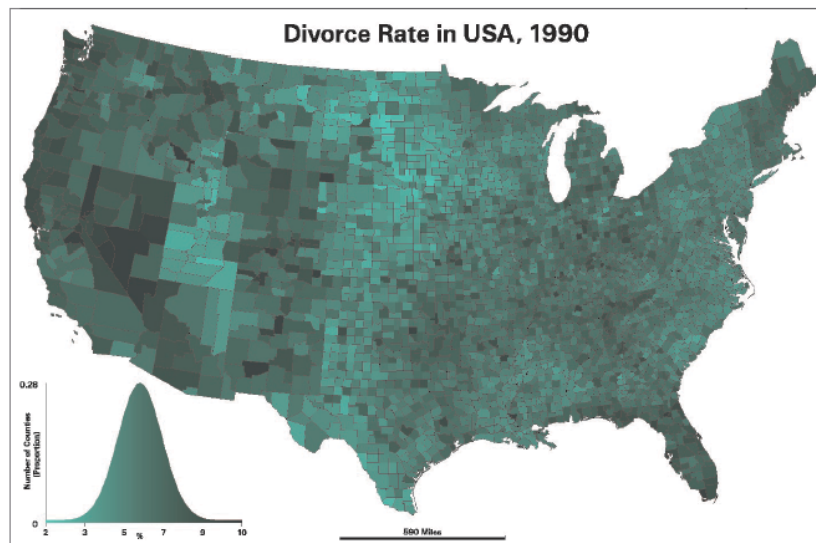 Divorce Rate in USA, 1990
0.28
Number of Counties
(Proportion)
0
2 3 5 7 9 10
%
590 Miles